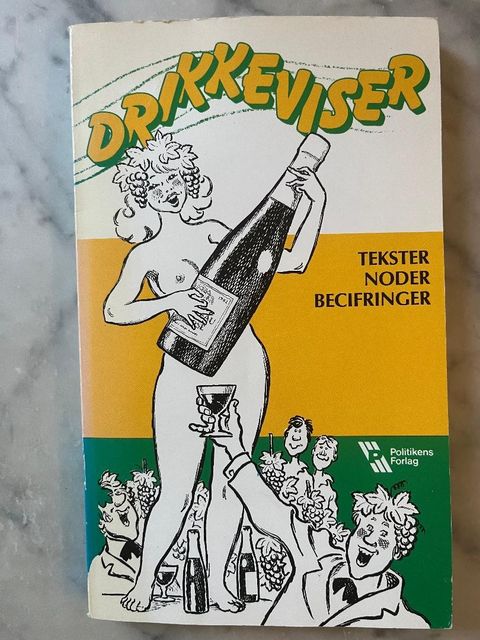 DRIKKEVISER
TEKSTER
NODER
BECIFRINGER
Politikens
Forlag